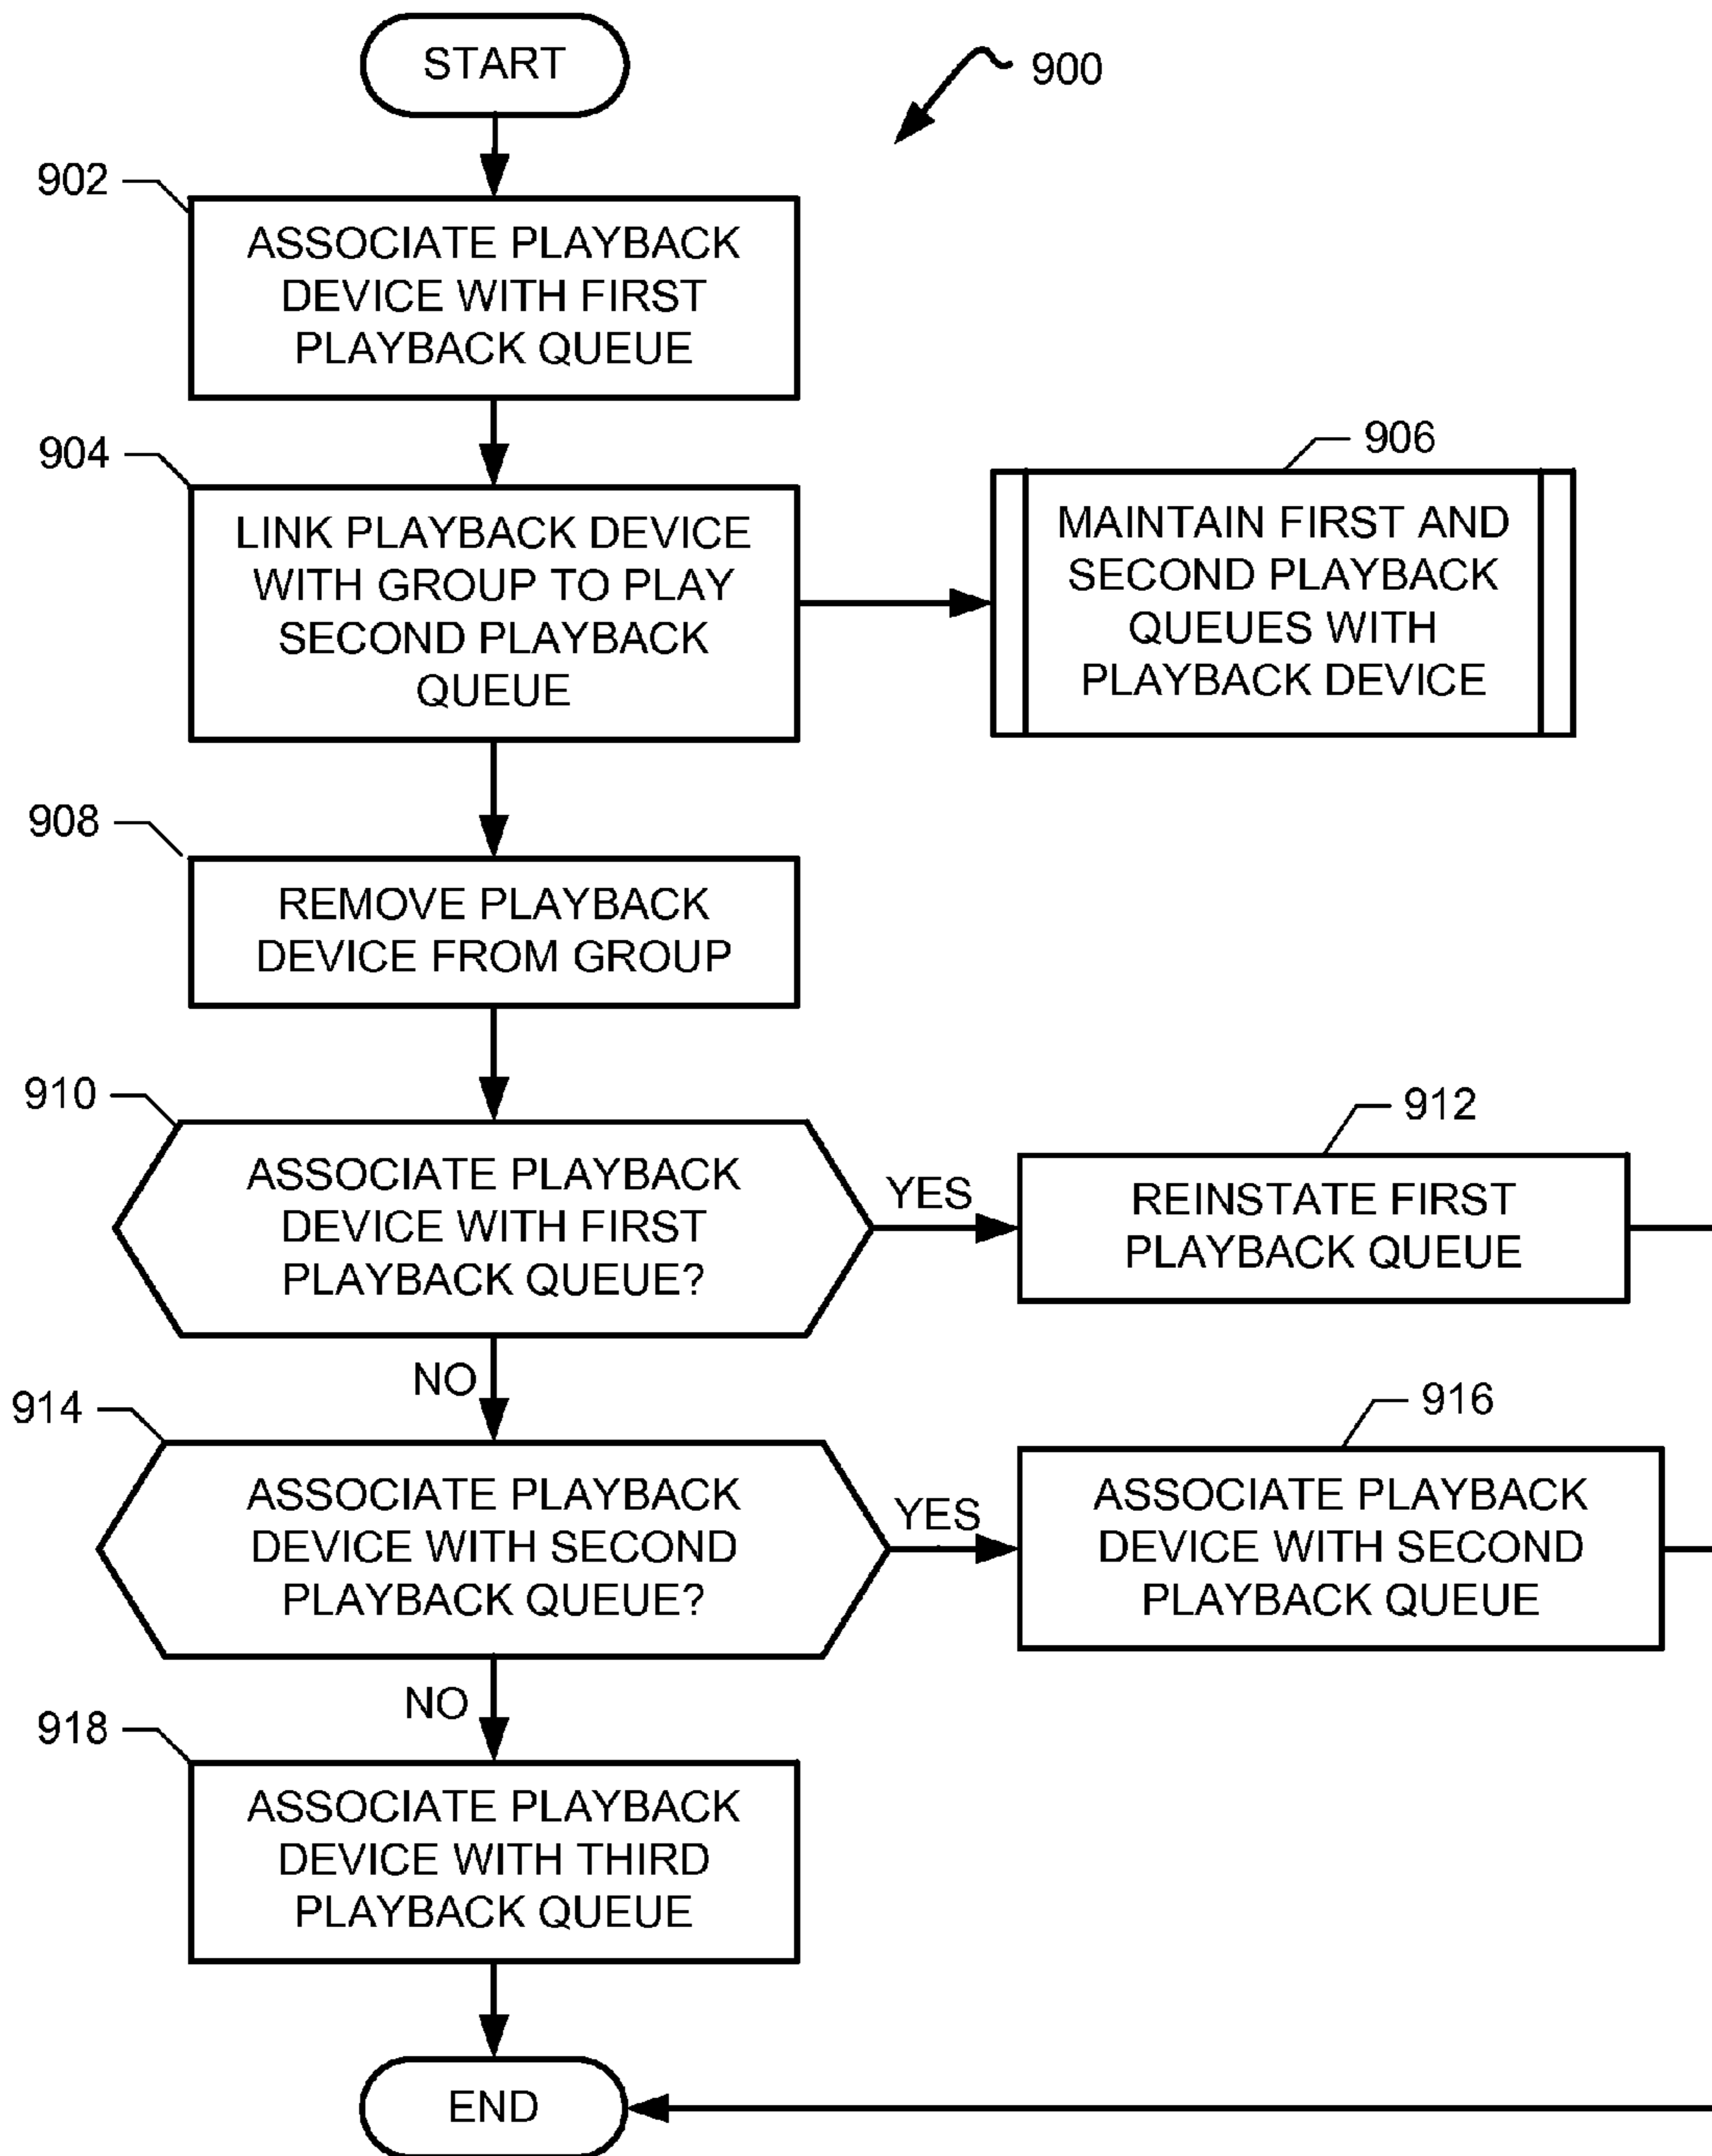 START
900
902
ASSOCIATE PLAYBACK
DEVICE WITH FIRST
PLAYBACK QUEUE
904
LINK PLAYBACK DEVICE
WITH GROUP TO PLAY
SECOND PLAYBACK
QUEUE
906
MAINTAIN FIRST AND
SECOND PLAYBACK
QUEUES WITH
PLAYBACK DEVICE
908
REMOVE PLAYBACK
DEVICE FROM GROUP
910
ASSOCIATE PLAYBACK
DEVICE WITH FIRST
PLAYBACK QUEUE?
YES
912
REINSTATE FIRST
PLAYBACK QUEUE
NO
914
ASSOCIATE PLAYBACK
DEVICE WITH SECOND
PLAYBACK QUEUE?
YES
916
ASSOCIATE PLAYBACK
DEVICE WITH SECOND
PLAYBACK QUEUE
NO
918
ASSOCIATE PLAYBACK
DEVICE WITH THIRD
PLAYBACK QUEUE
END